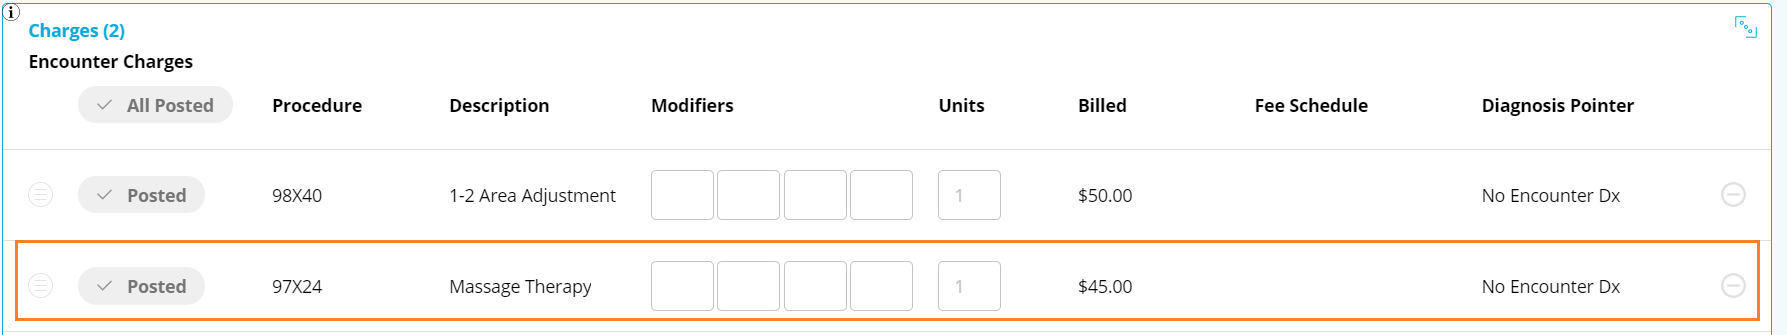 i
Charges (2)
Encounter Charges
All Posted Procedure Description Modifiers Units Billed Fee Schedule Diagnosis Pointer
Posted 98X40 1-2 Area Adjustment 1 $50.00 No Encounter Dx
Posted 97X24 Massage Therapy 1 $45.00 No Encounter Dx